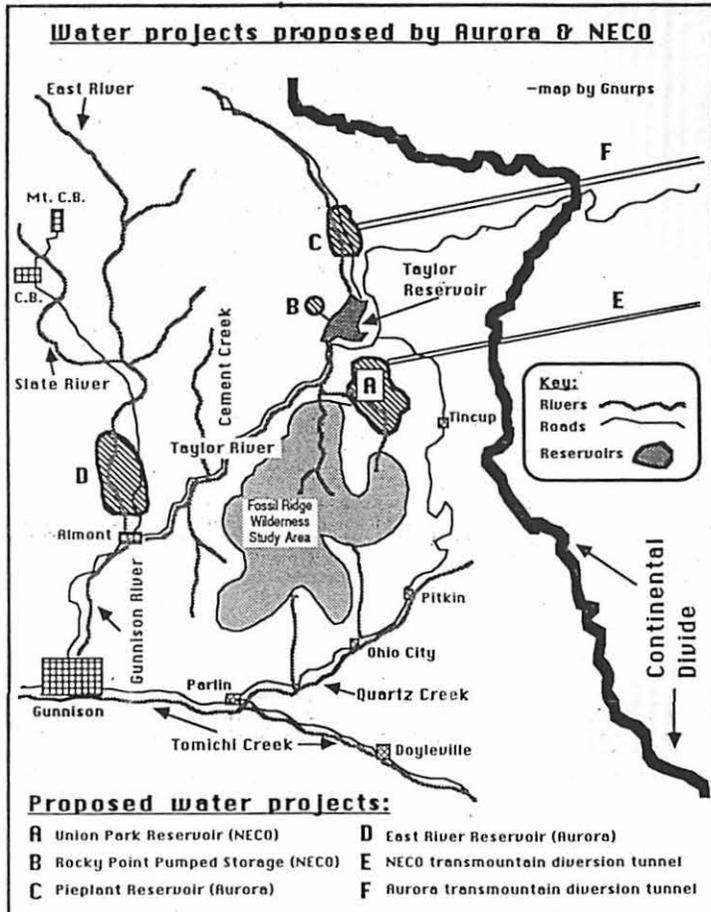 Water projects proposed by Aurora & NECO
East River
—map by Gnurps
F
Mt. C.B.
C
Taylor
Reservoir
C.B.
B
E
Cement Creek
Slate River
A
Key:
Rivers
Roads
Reservoirs
Tincup
Taylor River
D
Fossil Ridge
Wilderness
Study Area
Almont
Gunnison River
Pitkin
Continental
Divide
Ohio City
Parlin
Quartz Creek
Gunnison
Tomichi Creek
Doyleville
Proposed water projects:
A Union Park Reservoir (NECO)
B Rocky Point Pumped Storage (NECO)
C Pieplant Reservoir (Aurora)
D East River Reservoir (Aurora)
E NECO transmountain diversion tunnel
F Aurora transmountain diversion tunnel